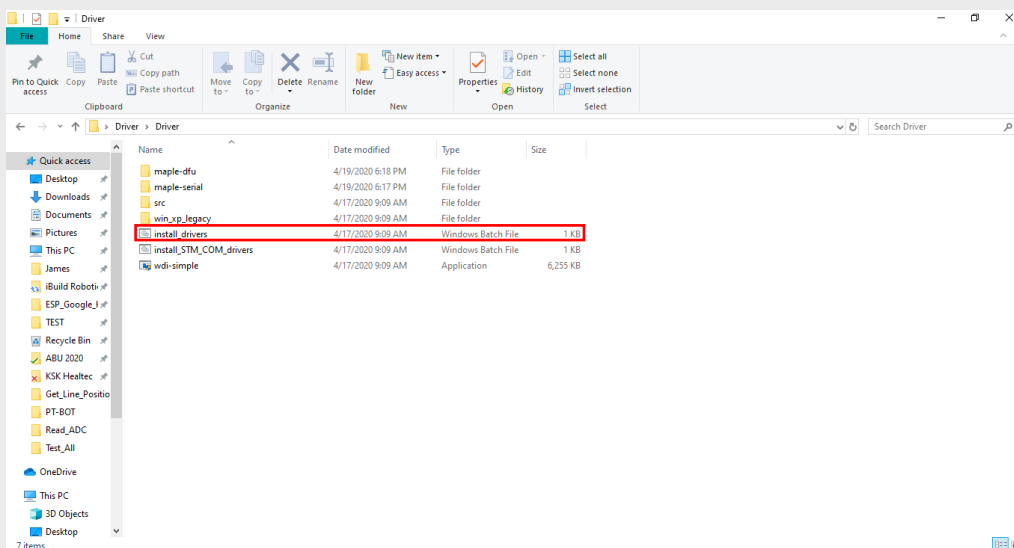 Driver
File Home Share View
Pin to Quick access
Copy
Paste
Cut
Copy path
Paste shortcut
Clipboard
Move to
Copy to
Delete
Rename
Organize
New folder
New item
Easy access
New
Properties
Open
Edit
History
Open
Select all
Select none
Invert selection
Select
Driver > Driver
Search Driver
Name Date modified Type Size
maple-dfu 4/19/2020 6:18 PM File folder
maple-serial 4/19/2020 6:17 PM File folder
src 4/17/2020 9:09 AM File folder
win_xp_legacy 4/17/2020 9:09 AM File folder
install_drivers 4/17/2020 9:09 AM Windows Batch File 1 KB
install_STM_COM_drivers 4/17/2020 9:09 AM Windows Batch File 1 KB
wdi-simple 4/17/2020 9:09 AM Application 6,255 KB
Quick access
Desktop
Downloads
Documents
Pictures
This PC
James
iBuild Roboti
ESP_Google_
TEST
Recycle Bin
ABU 2020
KSK Healtec
Get_Line_Positio
PT-BOT
Read_ADC
Test_All
OneDrive
This PC
3D Objects
Desktop
7 items